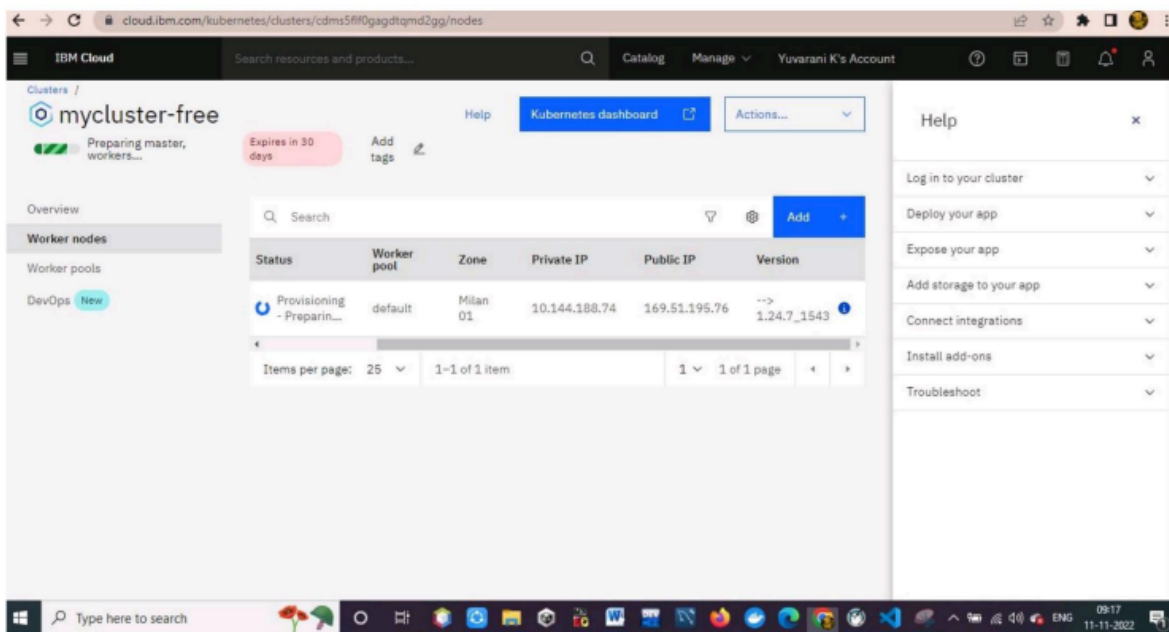 cloud.ibm.com/kubernetes/clusters/cdms5flf0gagdtqmd2gg/nodes
IBM Cloud
Search resources and products...
Catalog
Manage
Yuvarani K's Account
Clusters /
mycluster-free
Preparing master,
workers....
Expires in 30
days
Add
tags
Help
Kubernetes dashboard
Actions...
Overview
Worker nodes
Worker pools
DevOps New
Search
Add +
Status
Worker
pool
Zone
Private IP
Public IP
Version
Provisioning
- Preparin...
default
Milan
01
10.144.188.74
169.51.195.76
-->
1.24.7_1543
Items per page: 25
1–1 of 1 item
1
1 of 1 page
Help
Log in to your cluster
Deploy your app
Expose your app
Add storage to your app
Connect integrations
Install add-ons
Troubleshoot
Type here to search
ENG
09:17
11-11-2022